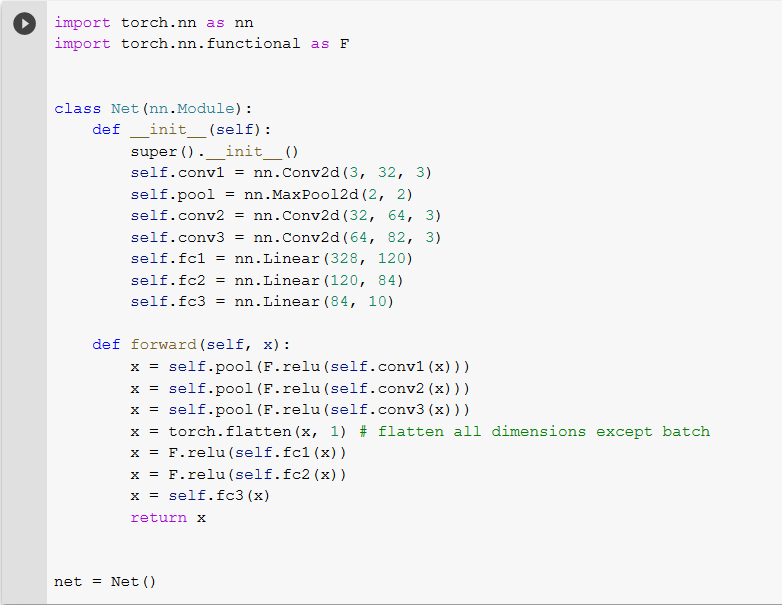 import torch.nn as nn
import torch.nn.functional as F
class Net(nn.Module):
    def __init__(self):
        super().__init__()
        self.conv1 = nn.Conv2d(3, 32, 3)
        self.pool = nn.MaxPool2d(2, 2)
        self.conv2 = nn.Conv2d(32, 64, 3)
        self.conv3 = nn.Conv2d(64, 82, 3)
        self.fc1 = nn.Linear(328, 120)
        self.fc2 = nn.Linear(120, 84)
        self.fc3 = nn.Linear(84, 10)
    def forward(self, x):
        x = self.pool(F.relu(self.conv1(x)))
        x = self.pool(F.relu(self.conv2(x)))
        x = self.pool(F.relu(self.conv3(x)))
        x = torch.flatten(x, 1) # flatten all dimensions except batch
        x = F.relu(self.fc1(x))
        x = F.relu(self.fc2(x))
        x = self.fc3(x)
        return x
net = Net()